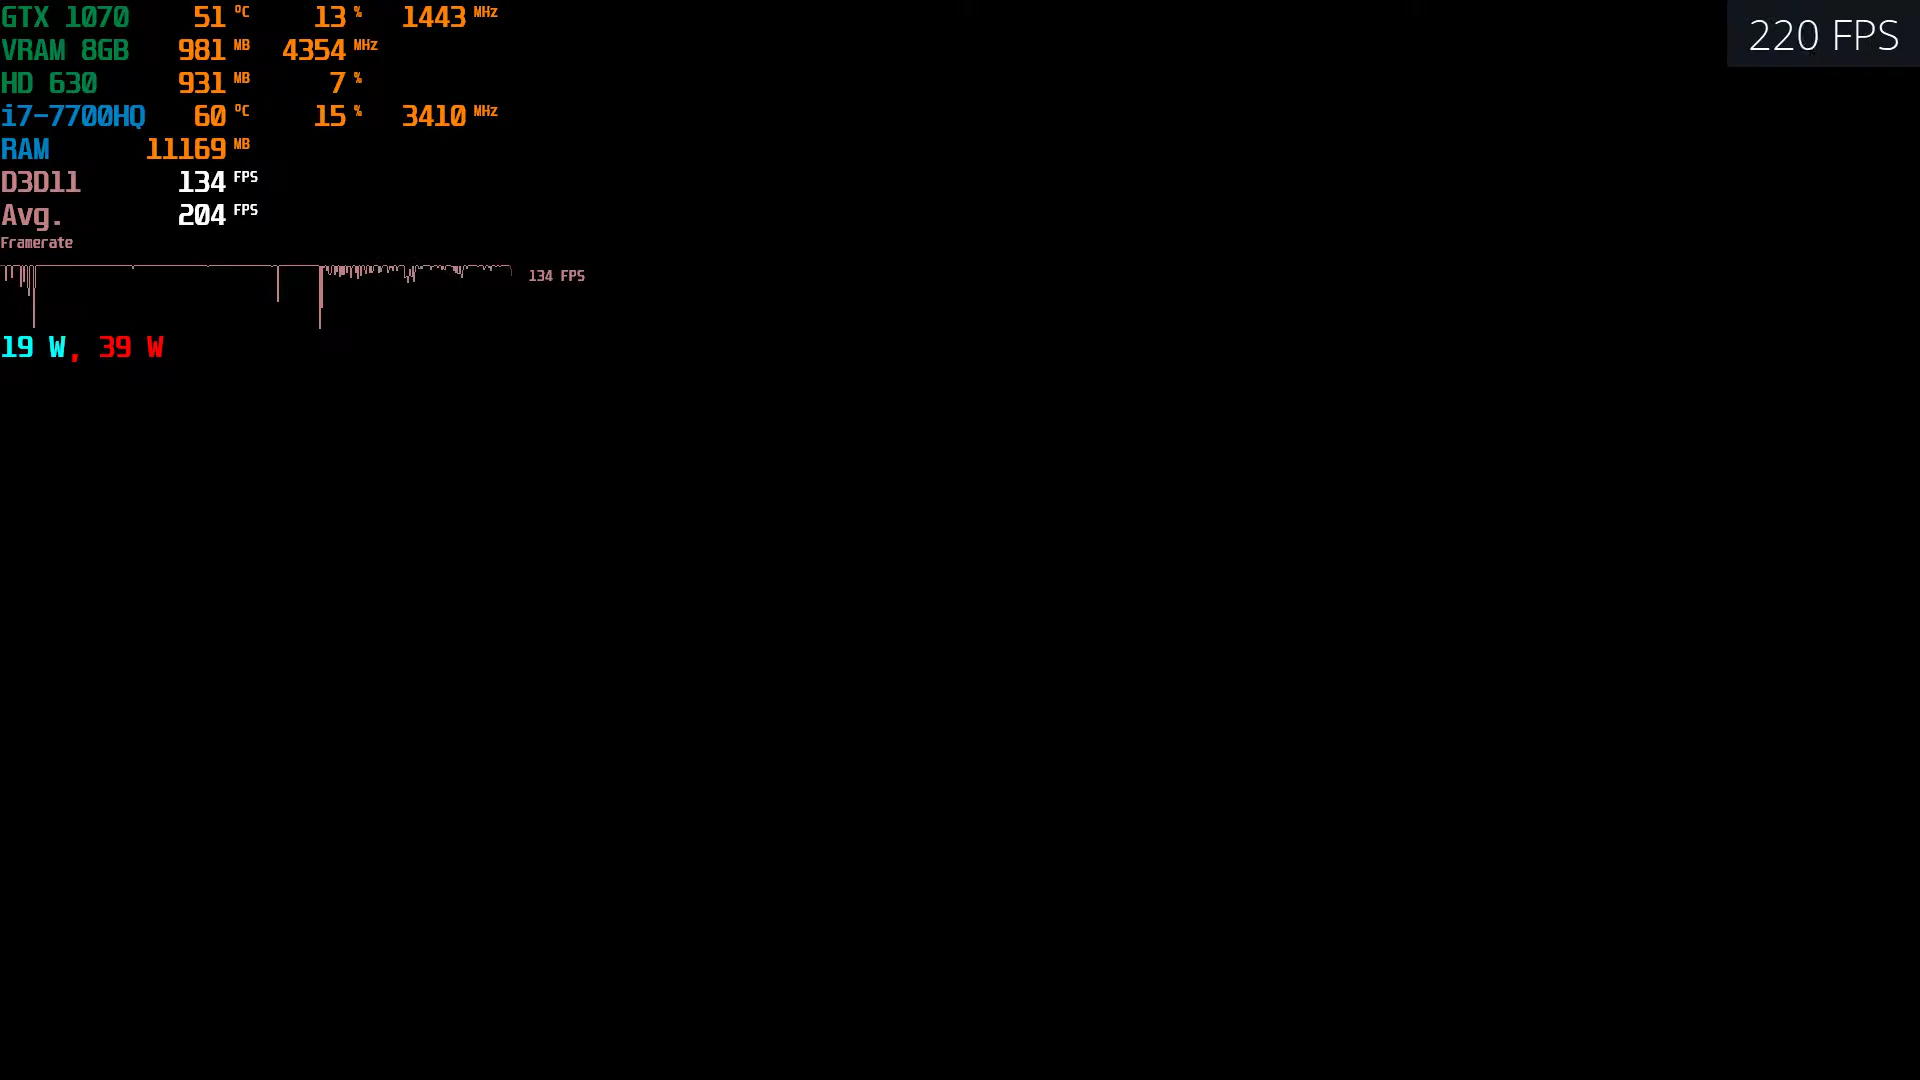 GTX 1070 51 °C 13 % 1443 MHz
220 FPS
VRAM 8GB 981 MB 4354 MHz
HD 630 931 MB 7 %
i7-7700HQ 60 °C 15 % 3410 MHz
RAM 11169 MB
D3D11 134 FPS
Avg. 204 FPS
Framerate
134 FPS
19 W, 39 W